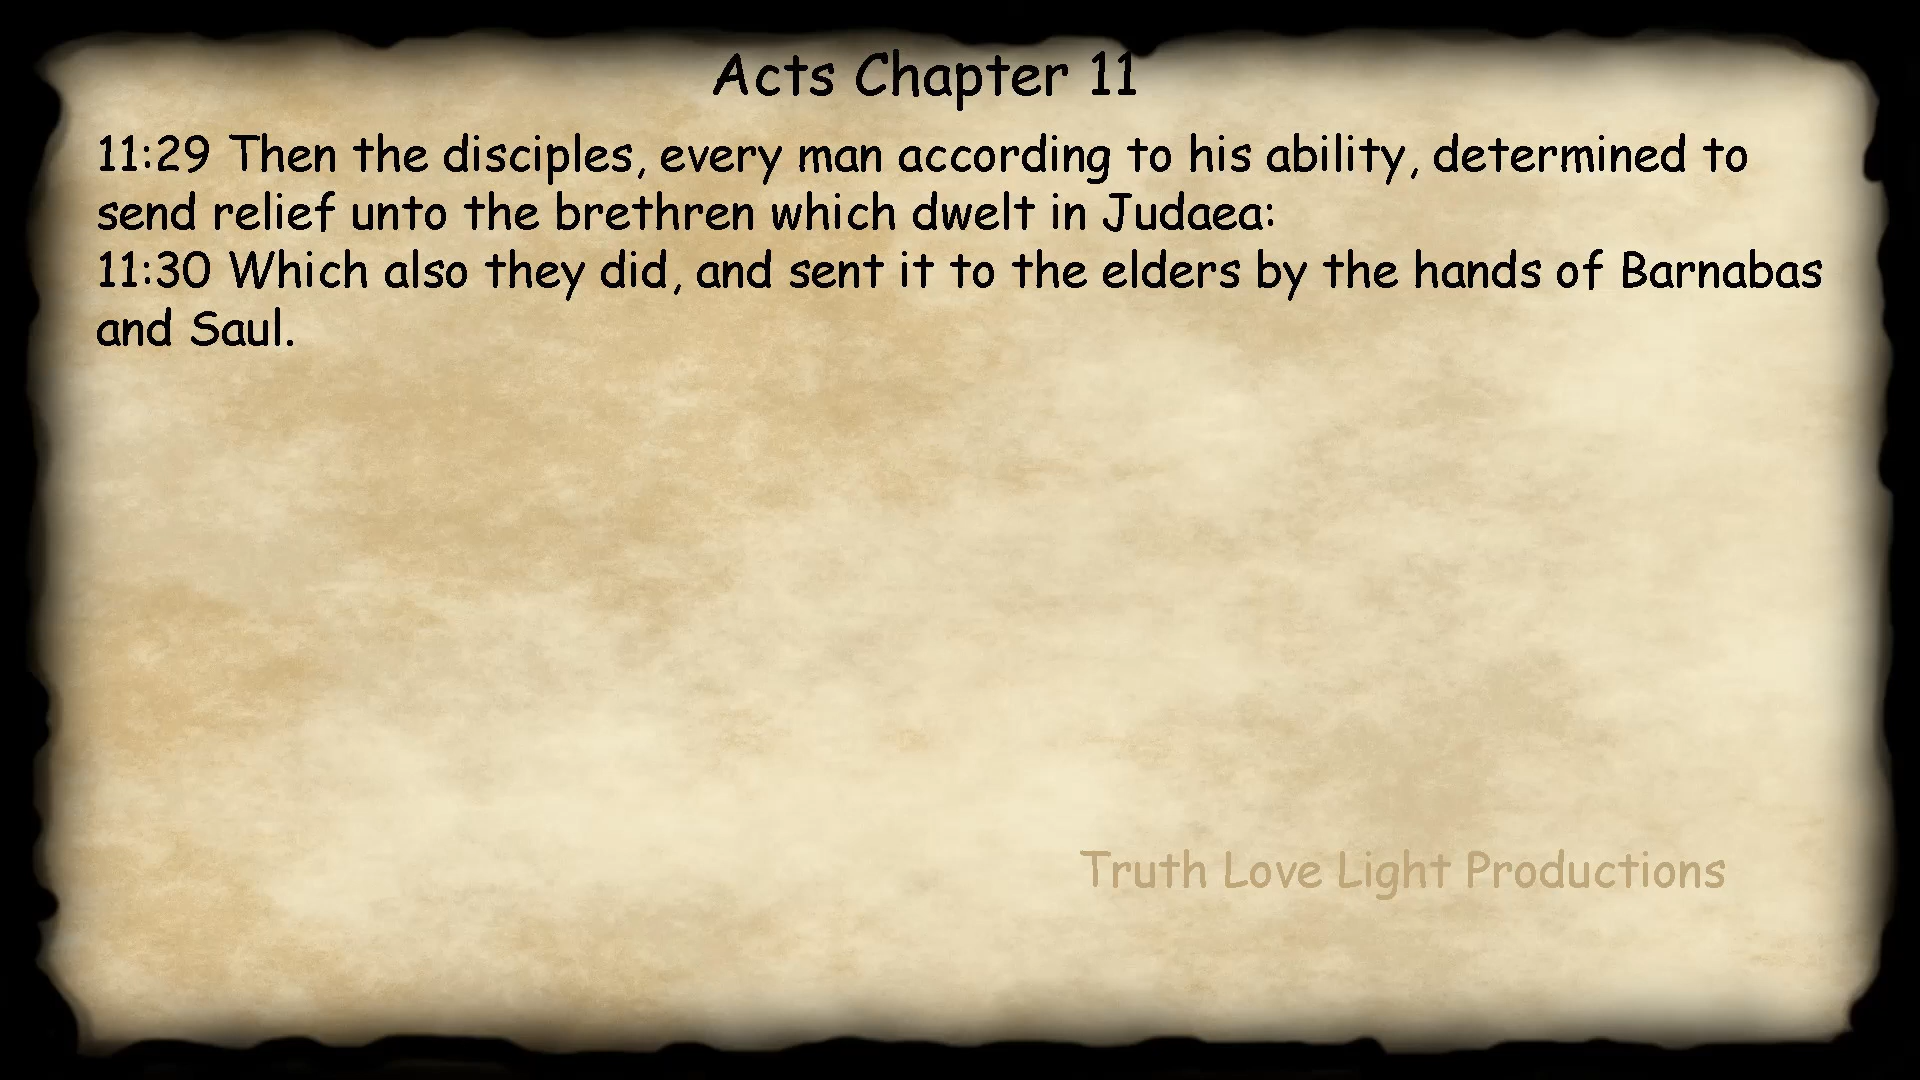 Acts Chapter 11
11:29 Then the disciples, every man according to his ability, determined to
send relief unto the brethren which dwelt in Judaea:
11:30 Which also they did, and sent it to the elders by the hands of Barnabas
and Saul.
Truth Love Light Productions